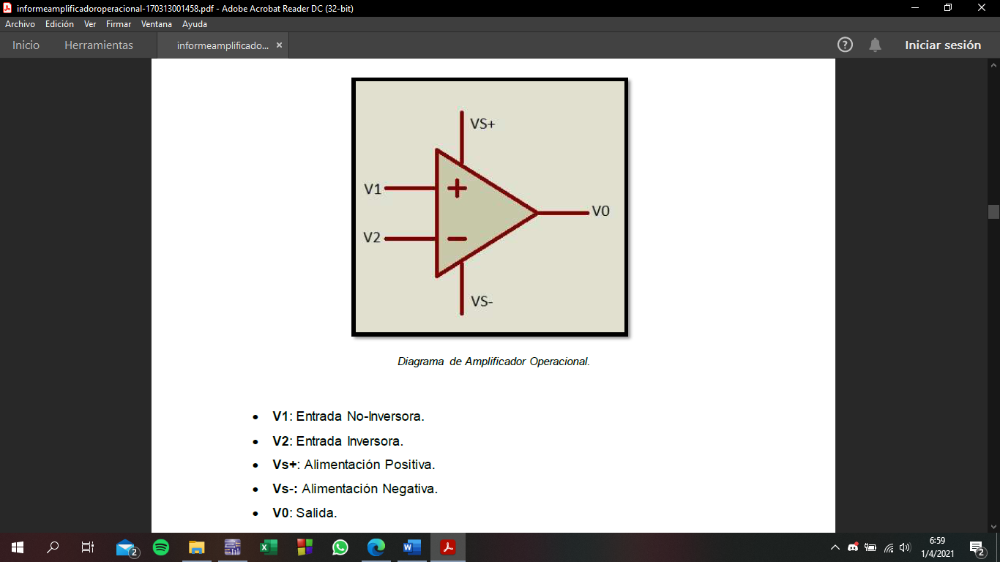 informeamplificadoroperacional-170313001458.pdf - Adobe Acrobat Reader DC (32-bit)
Archivo Edición Ver Firmar Ventana Ayuda
Inicio Herramientas informeamplificado... × ? Iniciar sesión
VS+
V1 +
V0
V2 −
VS-
Diagrama de Amplificador Operacional.
• V1: Entrada No-Inversora.
• V2: Entrada Inversora.
• Vs+: Alimentación Positiva.
• Vs-: Alimentación Negativa.
• V0: Salida.
2
6:59
1/4/2021
2